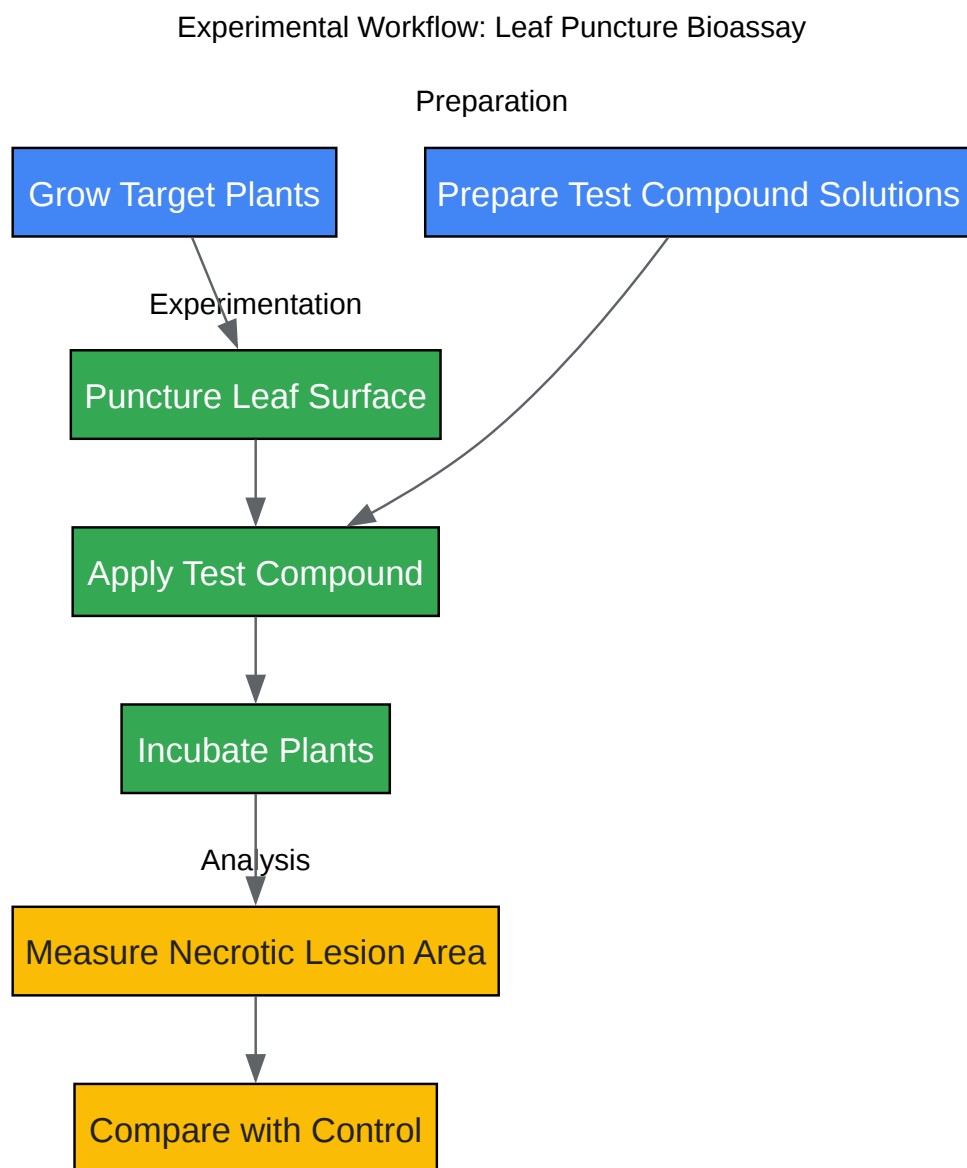 Experimental Workflow: Leaf Puncture Bioassay
Preparation
Grow Target Plants
Prepare Test Compound Solutions
Experimentation
Puncture Leaf Surface
Apply Test Compound
Incubate Plants
Analysis
Measure Necrotic Lesion Area
Compare with Control